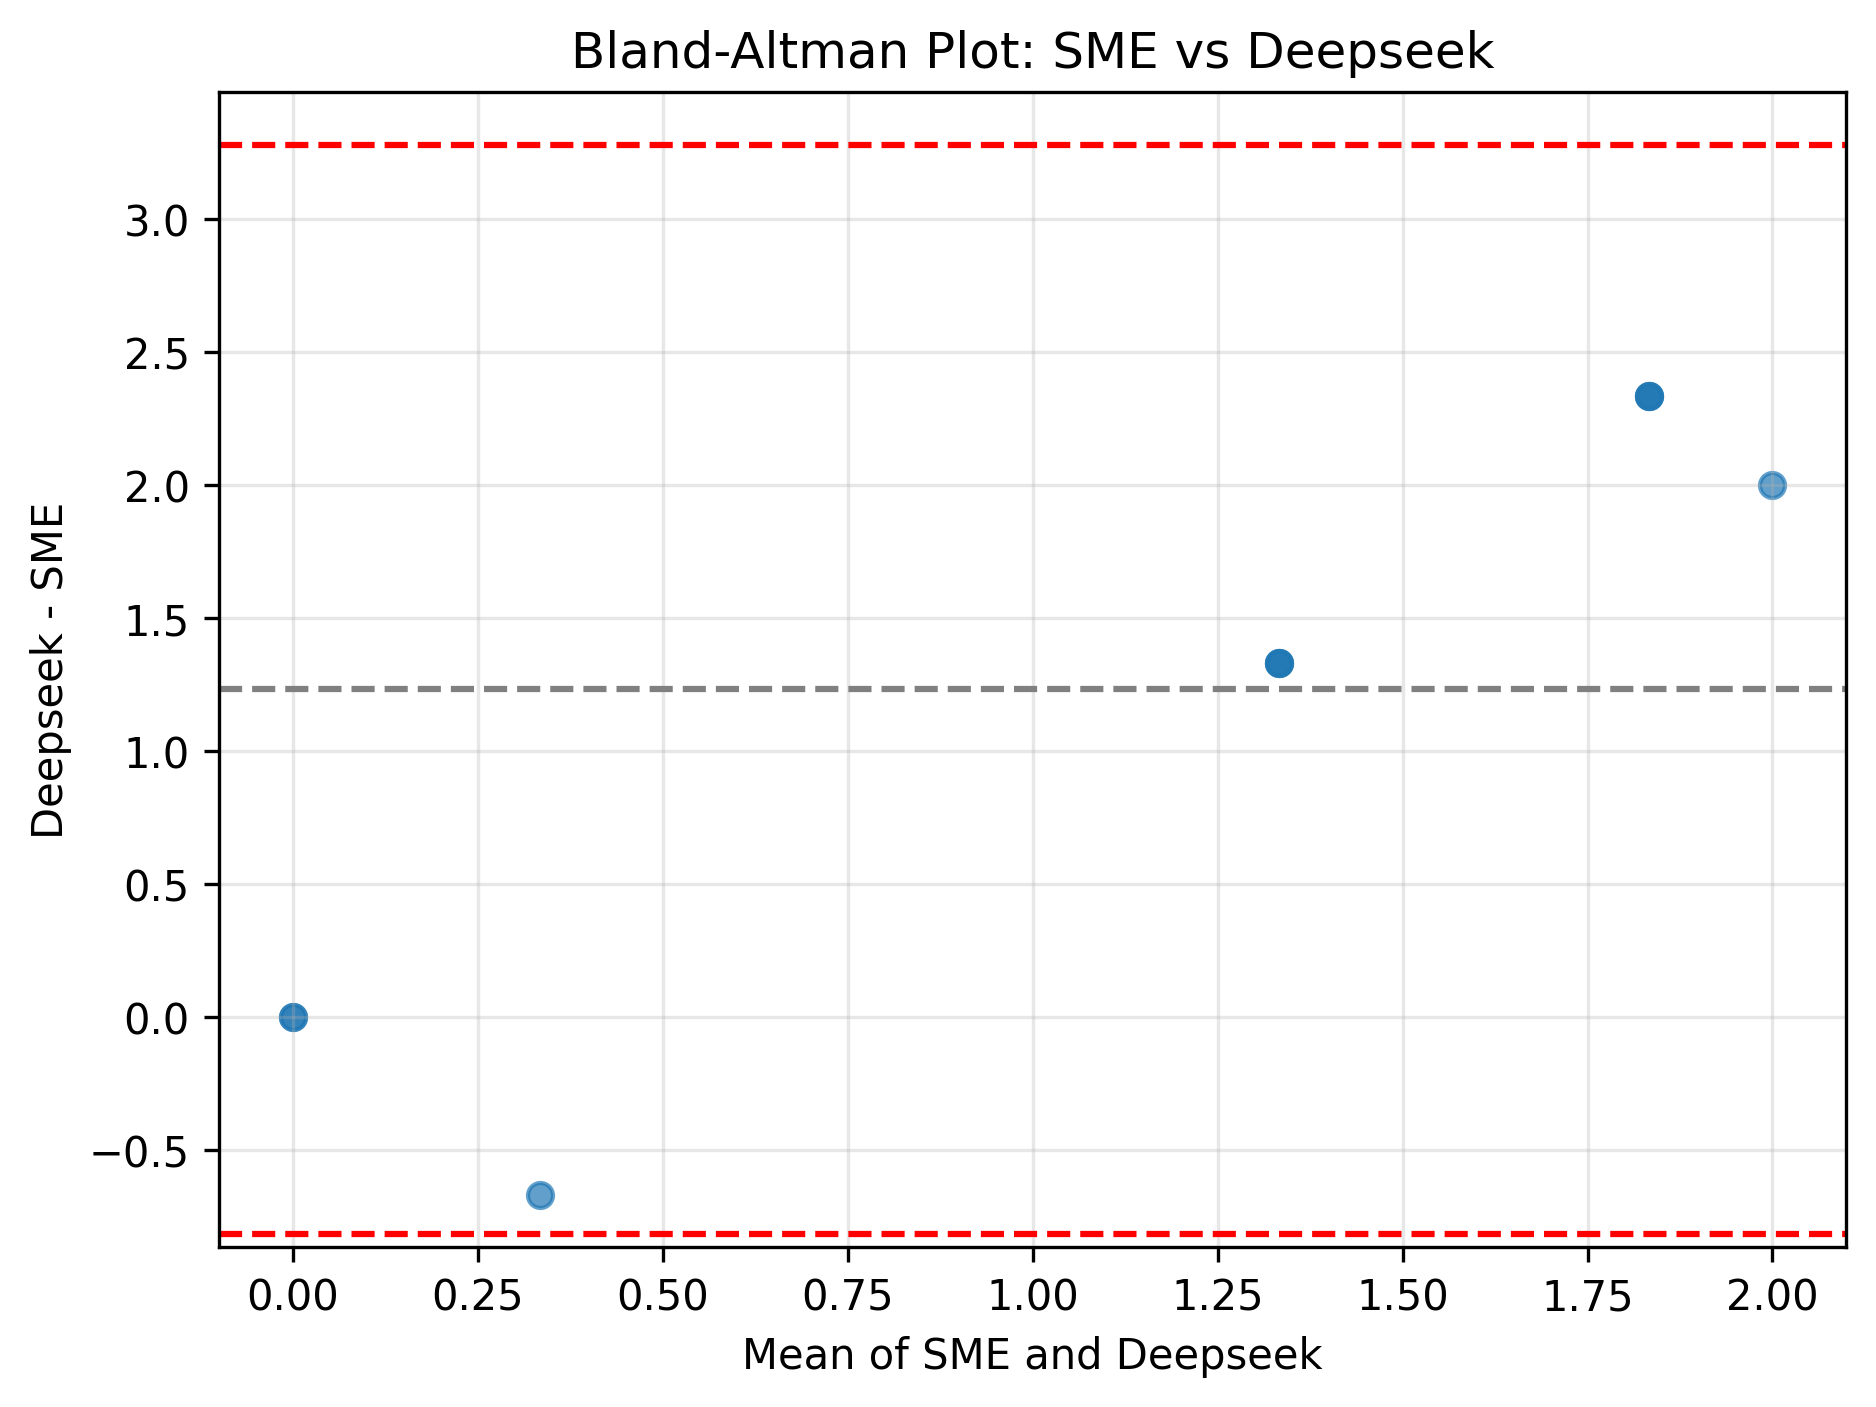 Bland-Altman Plot: SME vs Deepseek
3.0
2.5
2.0
1.5
1.0
0.5
0.0
−0.5
Deepseek - SME
0.00 0.25 0.50 0.75 1.00 1.25 1.50 1.75 2.00
Mean of SME and Deepseek